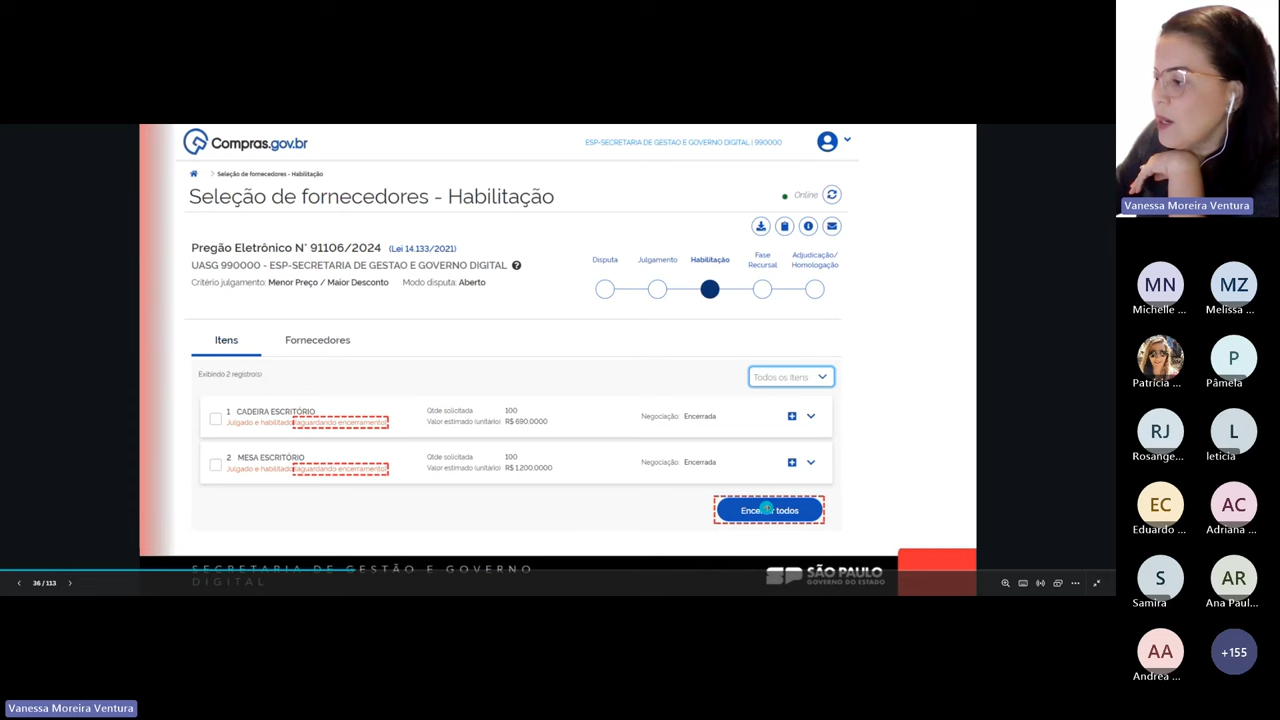 Compras.gov.br
ESP-SECRETARIA DE GESTAO E GOVERNO DIGITAL | 990000
Seleção de fornecedores - Habilitação
Seleção de fornecedores - Habilitação
Online
Pregão Eletrônico N° 91106/2024 (Lei 14.133/2021)
UASG 990000 - ESP-SECRETARIA DE GESTAO E GOVERNO DIGITAL
Critério julgamento: Menor Preço / Maior Desconto Modo disputa: Aberto
Disputa
Julgamento
Habilitação
Fase Recursal
Adjudicação/ Homologação
Itens
Fornecedores
Exibindo 2 registro(s)
Todos os itens
1 CADEIRA ESCRITÓRIO
Julgado e habilitado (aguardando encerramento)
Qtde solicitada 100
Valor estimado (unitário) R$ 690,0000
Negociação: Encerrada
2 MESA ESCRITÓRIO
Julgado e habilitado (aguardando encerramento)
Qtde solicitada 100
Valor estimado (unitário) R$ 1.200,0000
Negociação: Encerrada
todos
SECRETARIA DE GESTÃO E GOVERNO
DIGITAL
SP SÃO PAULO
GOVERNO DO ESTADO
36 / 113
Vanessa Moreira Ventura
MN
Michelle ...
MZ
Melissa ...
Patrícia ...
P
Pâmela
RJ
Rosange...
L
leticia
EC
Eduardo ...
AC
Adriana ...
S
Samira
AR
Ana Paul...
AA
Andrea ...
+155
Vanessa Moreira Ventura